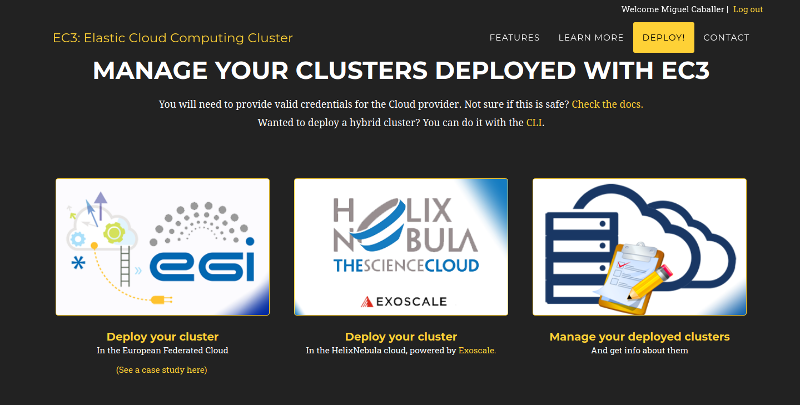 Welcome Miguel Caballer | Log out
EC3: Elastic Cloud Computing Cluster
FEATURES LEARN MORE DEPLOY! CONTACT
MANAGE YOUR CLUSTERS DEPLOYED WITH EC3
You will need to provide valid credentials for the Cloud provider. Not sure if this is safe? Check the docs.
Wanted to deploy a hybrid cluster? You can do it with the CLI.
egi
HELIX
NEBULA
THESCIENCECLOUD
EXOSCALE
Deploy your cluster
In the European Federated Cloud
(See a case study here)
Deploy your cluster
In the HelixNebula cloud, powered by Exoscale.
Manage your deployed clusters
And get info about them